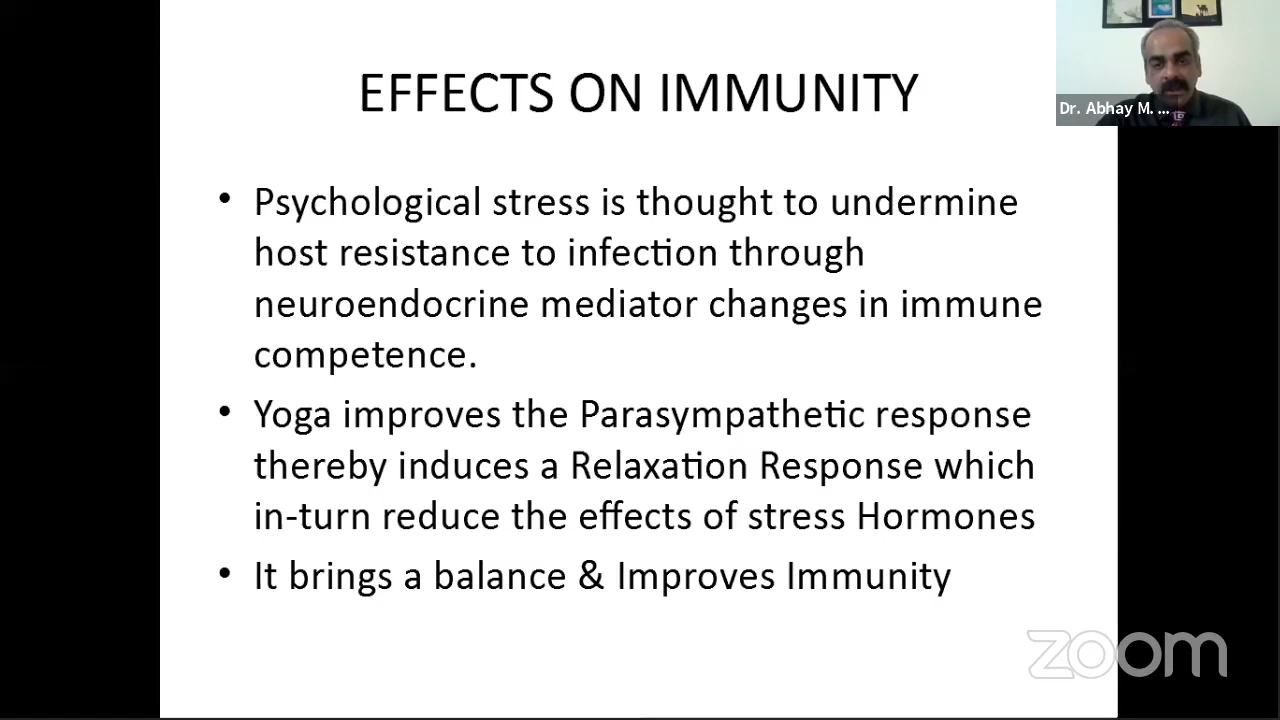 EFFECTS ON IMMUNITY
Dr. Abhay M. ...
• Psychological stress is thought to undermine
host resistance to infection through
neuroendocrine mediator changes in immune
competence.
• Yoga improves the Parasympathetic response
thereby induces a Relaxation Response which
in-turn reduce the effects of stress Hormones
• It brings a balance & Improves Immunity
zoom